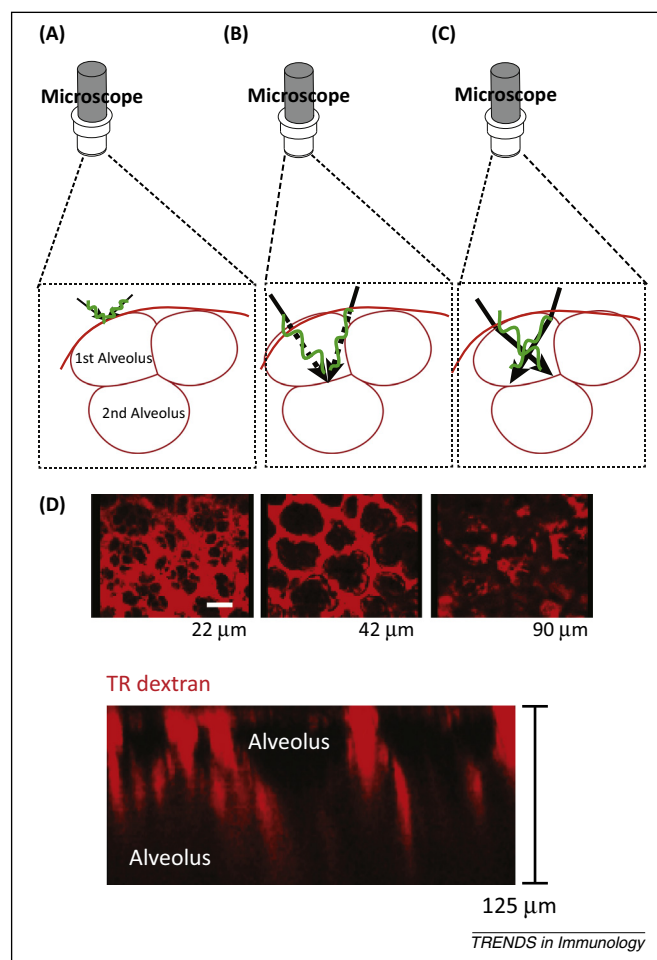 (A) (B) (C)
Microscope Microscope Microscope
1st Alveolus
2nd Alveolus
(D)
22 μm 42 μm 90 μm
TR dextran
Alveolus
Alveolus
125 μm
TRENDS in Immunology